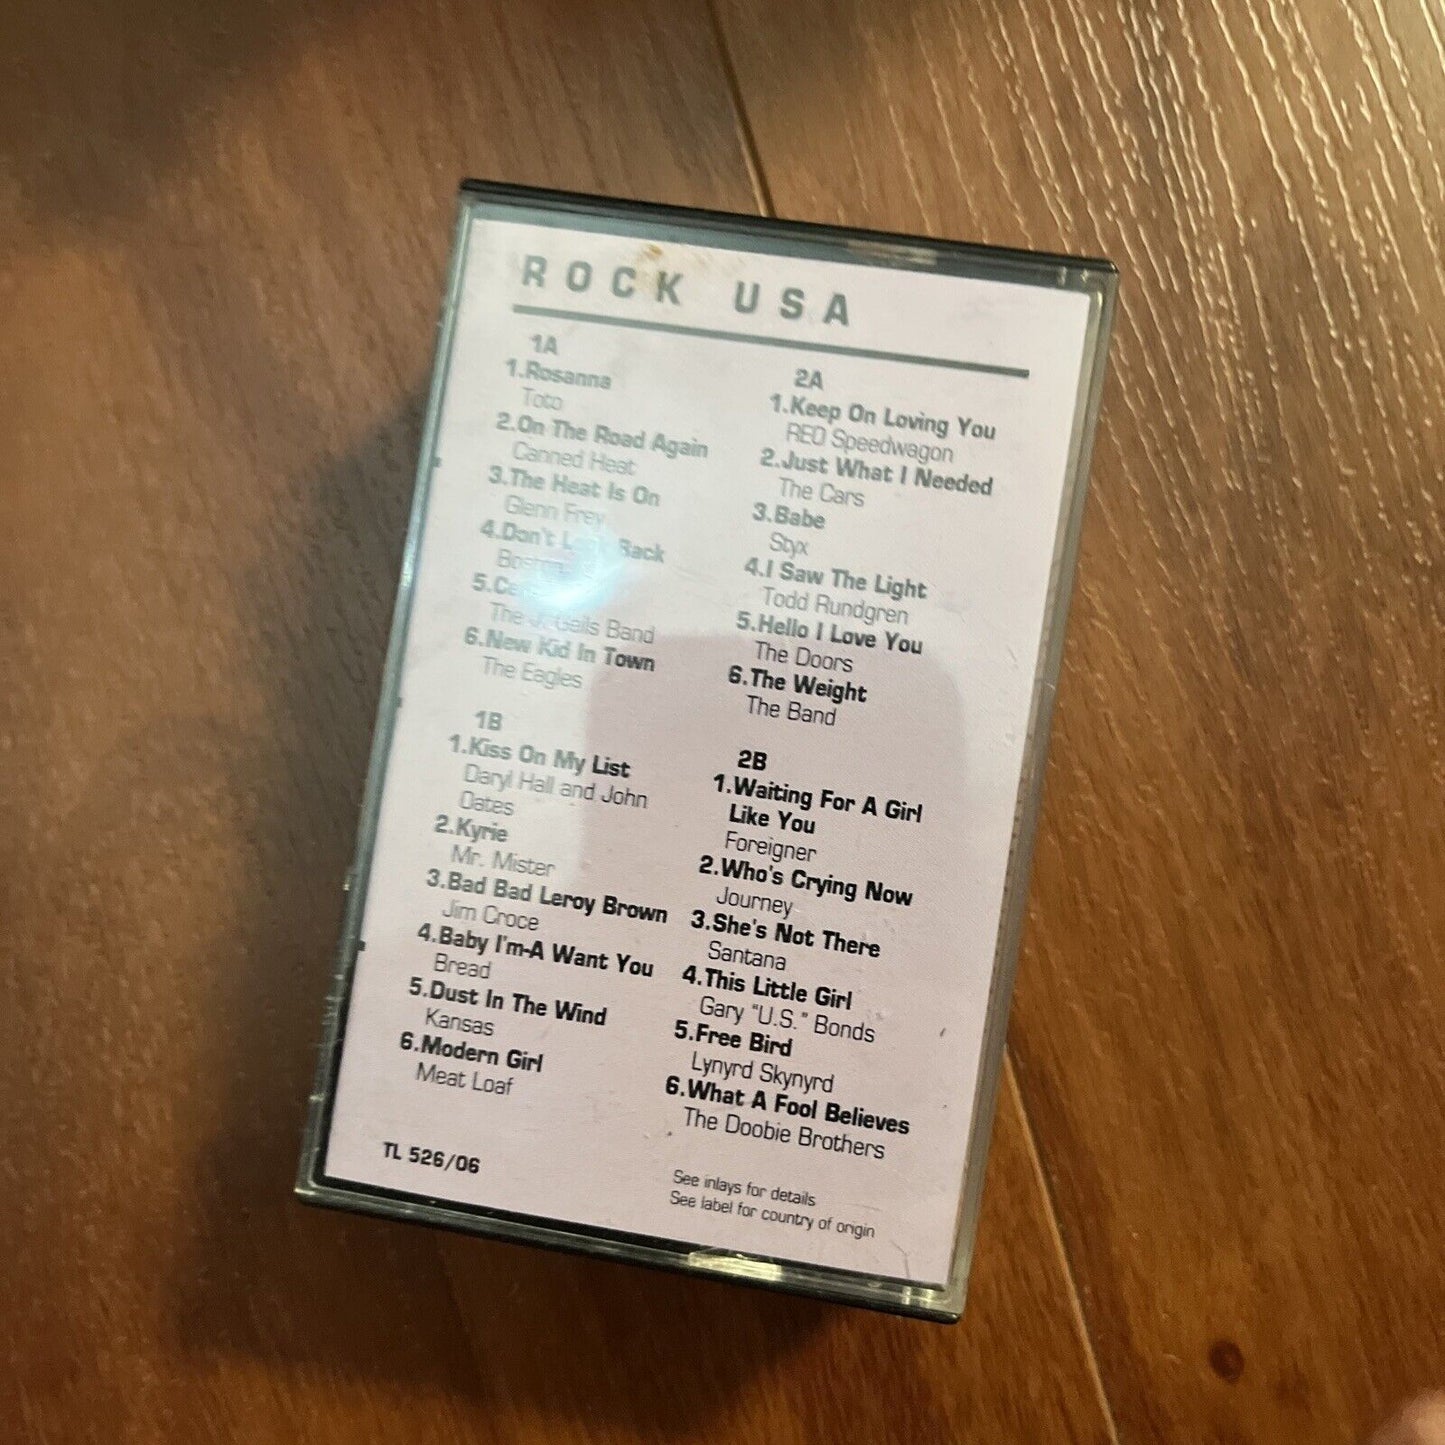 ROCK USA
1A
1.Rosanna
Toto
2.On The Road Again
Canned Heat
3.The Heat Is On
Glenn Frey
4.Don't Back
5.
The J. Geils Band
6.New Kid In Town
The Eagles
1B
1.Kiss On My List
Daryl Hall and John
Oates
2.Kyrie
Mr. Mister
3.Bad Bad Leroy Brown
Jim Croce
4.Baby I'm-A Want You
Bread
5.Dust In The Wind
Kansas
6.Modern Girl
Meat Loaf
TL 526/06
2A
1.Keep On Loving You
REO Speedwagon
2.Just What I Needed
The Cars
3.Babe
Styx
4.I Saw The Light
Todd Rundgren
5.Hello I Love You
The Doors
6.The Weight
The Band
2B
1.Waiting For A Girl
Like You
Foreigner
2.Who's Crying Now
Journey
3.She's Not There
Santana
4.This Little Girl
Gary "U.S." Bonds
5.Free Bird
Lynyrd Skynyrd
6.What A Fool Believes
The Doobie Brothers
See inlays for details
See label for country of origin